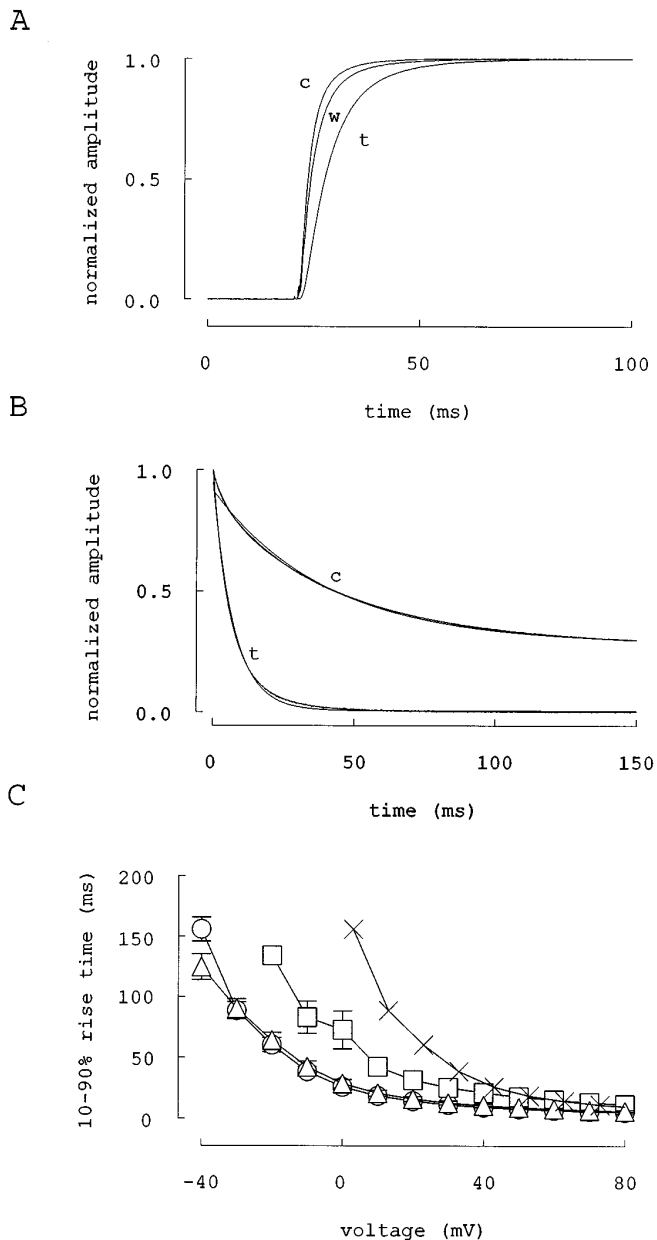 A
normalized amplitude
1.0
0.5
0.0
c
w
t
0 50 100
time (ms)
B
normalized amplitude
1.0
0.5
0.0
c
t
0 50 100 150
time (ms)
C
10-90% rise time (ms)
200
150
100
50
0
-40 0 40 80
voltage (mV)